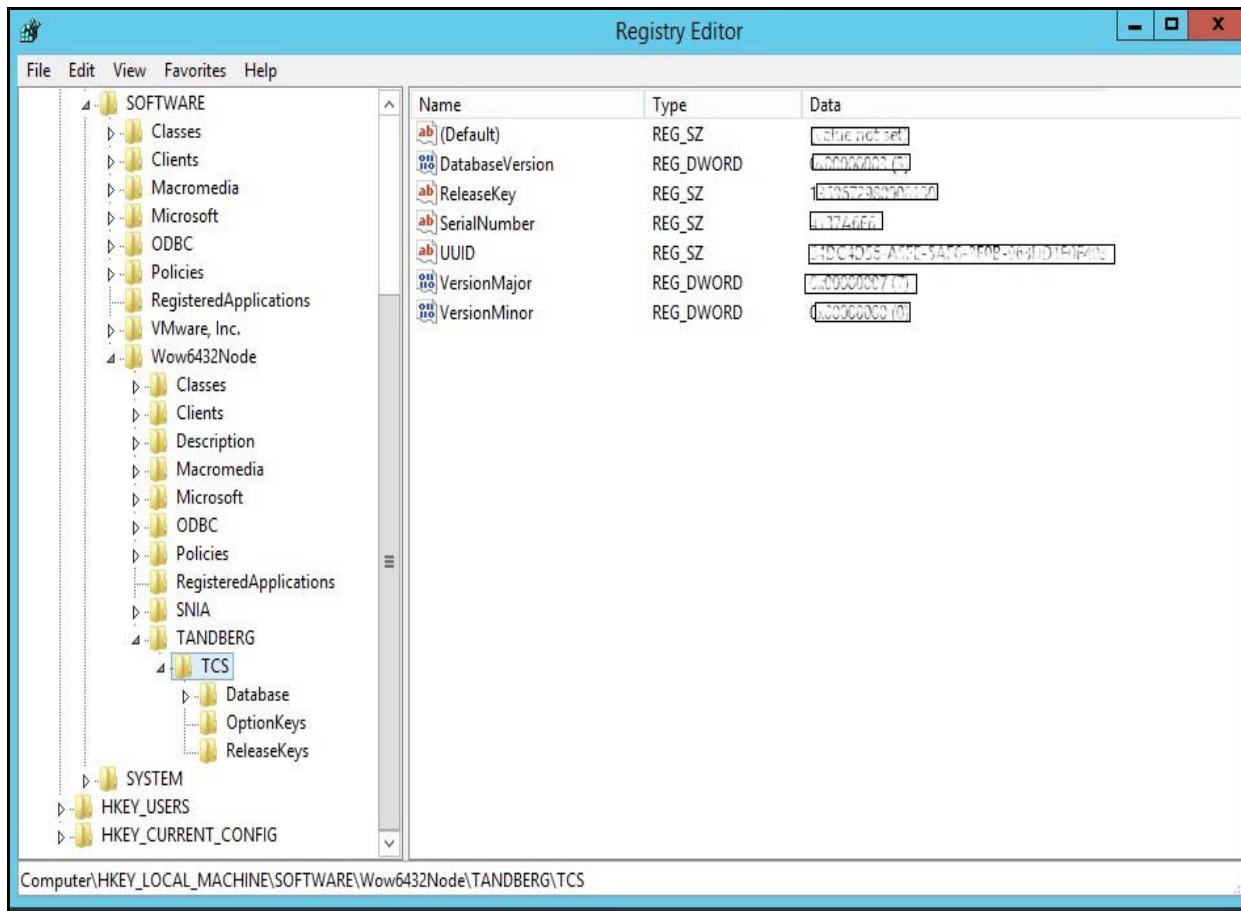 Registry Editor
File Edit View Favorites Help
SOFTWARE
Classes
Clients
Macromedia
Microsoft
ODBC
Policies
RegisteredApplications
VMware, Inc.
Wow6432Node
Classes
Clients
Description
Macromedia
Microsoft
ODBC
Policies
RegisteredApplications
SNIA
TANDBERG
TCS
Database
OptionKeys
ReleaseKeys
SYSTEM
HKEY_USERS
HKEY_CURRENT_CONFIG
Name Type Data
(Default) REG_SZ
DatabaseVersion REG_DWORD
ReleaseKey REG_SZ
SerialNumber REG_SZ
UUID REG_SZ
VersionMajor REG_DWORD
VersionMinor REG_DWORD
Computer\HKEY_LOCAL_MACHINE\SOFTWARE\Wow6432Node\TANDBERG\TCS